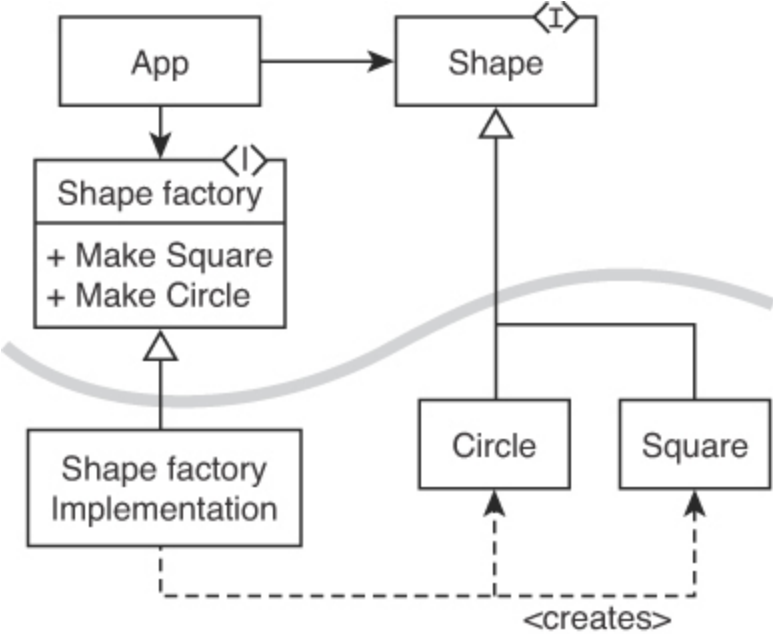 App
<I>
Shape
<I>
Shape factory
+ Make Square
+ Make Circle
Circle
Square
Shape factory
Implementation
<creates>